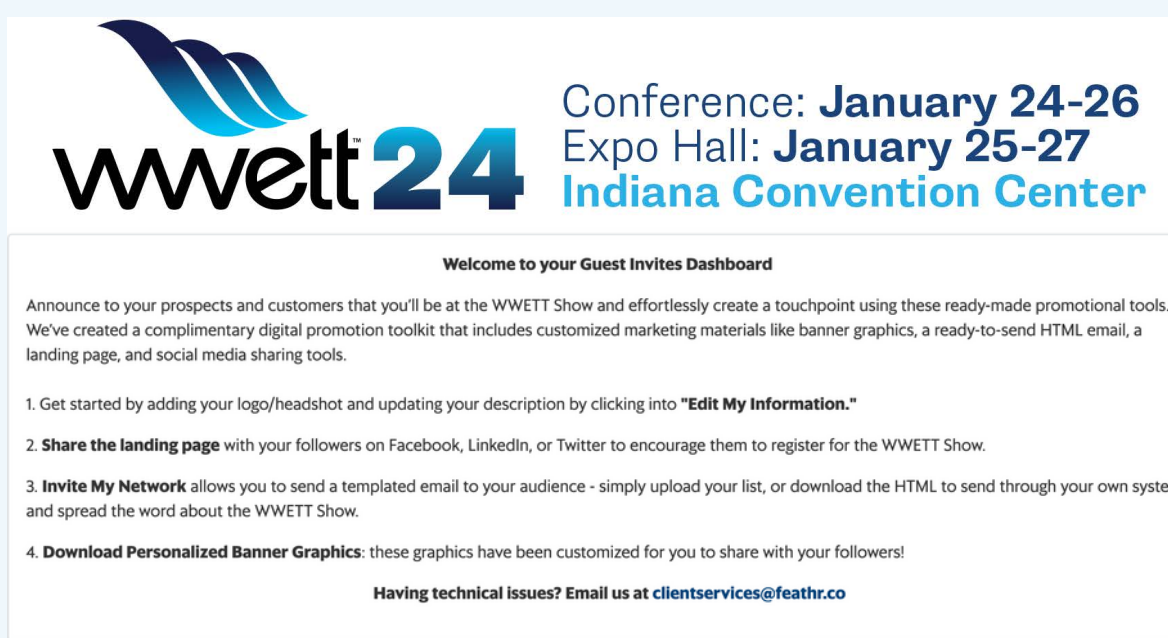 wwett™24
Conference: January 24-26
Expo Hall: January 25-27
Indiana Convention Center
Welcome to your Guest Invites Dashboard
Announce to your prospects and customers that you'll be at the WWETT Show and effortlessly create a touchpoint using these ready-made promotional tools.
We've created a complimentary digital promotion toolkit that includes customized marketing materials like banner graphics, a ready-to-send HTML email, a
landing page, and social media sharing tools.
1. Get started by adding your logo/headshot and updating your description by clicking into "Edit My Information."
2. Share the landing page with your followers on Facebook, LinkedIn, or Twitter to encourage them to register for the WWETT Show.
3. Invite My Network allows you to send a templated email to your audience - simply upload your list, or download the HTML to send through your own syste
and spread the word about the WWETT Show.
4. Download Personalized Banner Graphics: these graphics have been customized for you to share with your followers!
Having technical issues? Email us at clientservices@feathr.co